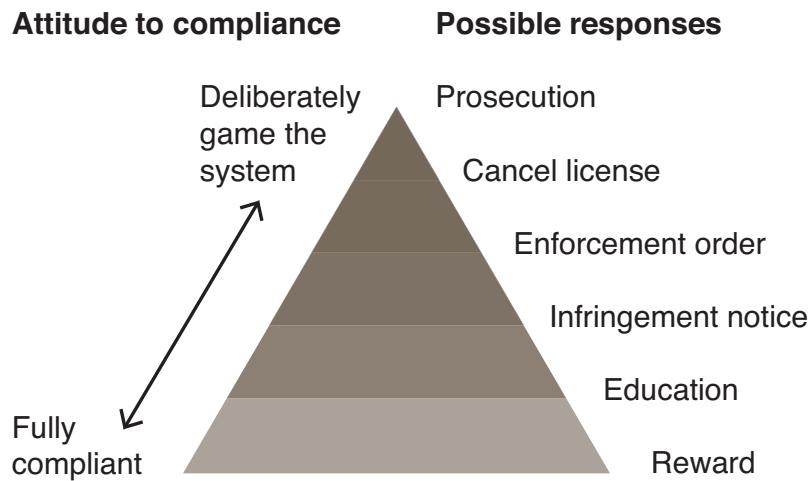 Attitude to compliance
Possible responses
Deliberately
game the
system
Prosecution
Cancel license
Enforcement order
Infringement notice
Education
Fully
compliant
Reward